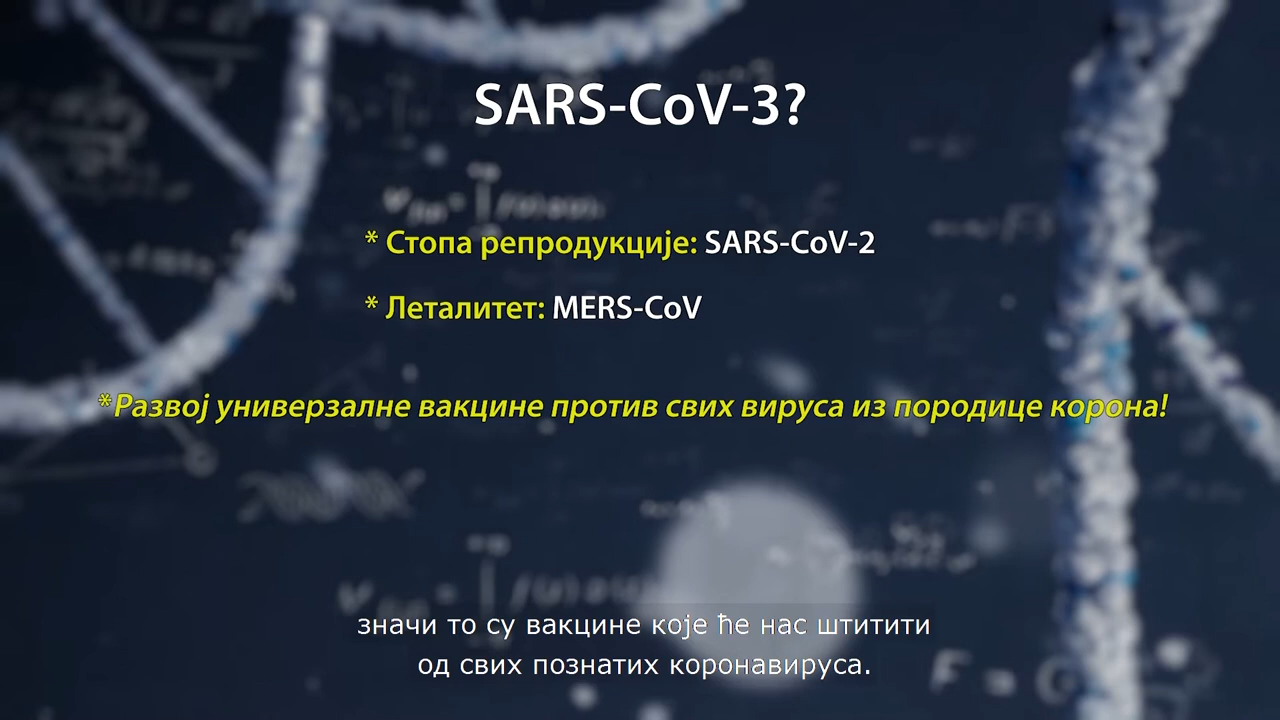 SARS-CoV-3?
* Стопа репродукције: SARS-CoV-2
* Леталитет: MERS-CoV
*Развој универзалне вакцине против свих вируса из породице корона!
значи то су вакцине које ће нас штитити
од свих познатих коронавируса.